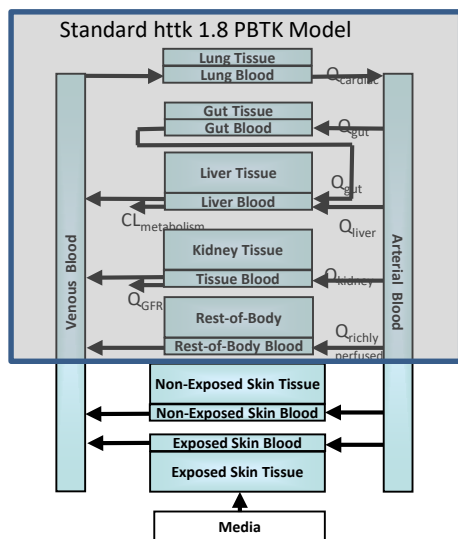 Standard httk 1.8 PBTK Model
Lung Tissue
Lung Blood
Qcardiac
Gut Tissue
Gut Blood
Qgut
Liver Tissue
Qgut
Liver Blood
CLmetabolism
Qliver
Kidney Tissue
Tissue Blood
Qkidney
QGFR
Rest-of-Body
Qrichly
perfused
Rest-of-Body Blood
Venous Blood
Arterial Blood
Non-Exposed Skin Tissue
Non-Exposed Skin Blood
Exposed Skin Blood
Exposed Skin Tissue
Media